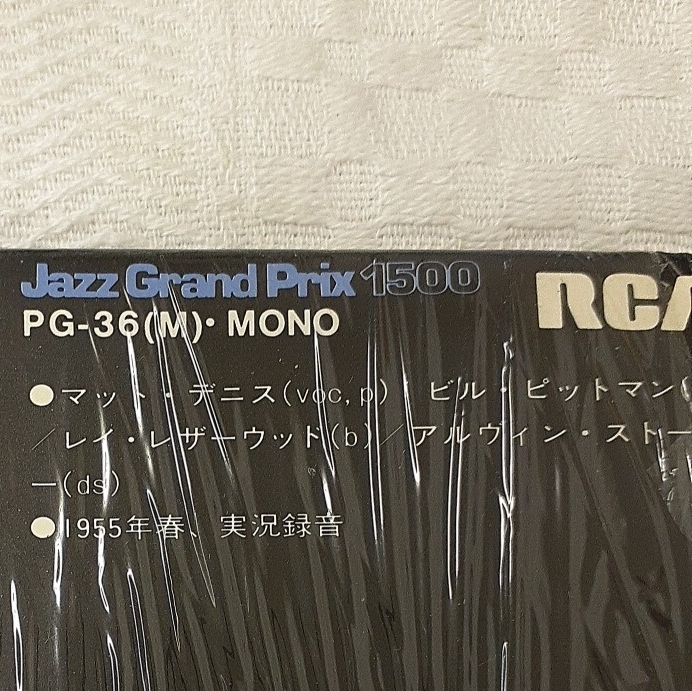 Jazz Grand Prix 1500 RCA
PG-36(M)・MONO
●マット・デニス(voc,p) ビル・ピットマン(
/レイ・レザーウッド(b)/アルヴィン・ストー
ー(ds)
●1955年春、実況録音